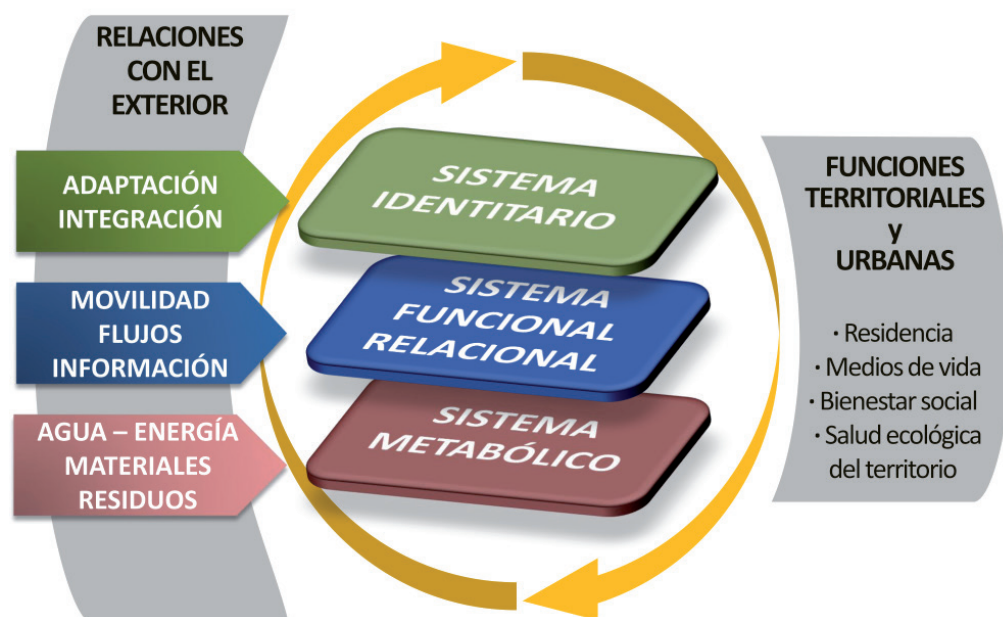 RELACIONES
CON EL
EXTERIOR
ADAPTACIÓN
INTEGRACIÓN
MOVILIDAD
FLUJOS
INFORMACIÓN
AGUA – ENERGÍA
MATERIALES
RESIDUOS
SISTEMA
IDENTITARIO
SISTEMA
FUNCIONAL
RELACIONAL
SISTEMA
METABÓLICO
FUNCIONES
TERRITORIALES
y
URBANAS
· Residencia
· Medios de vida
· Bienestar social
· Salud ecológica
del territorio